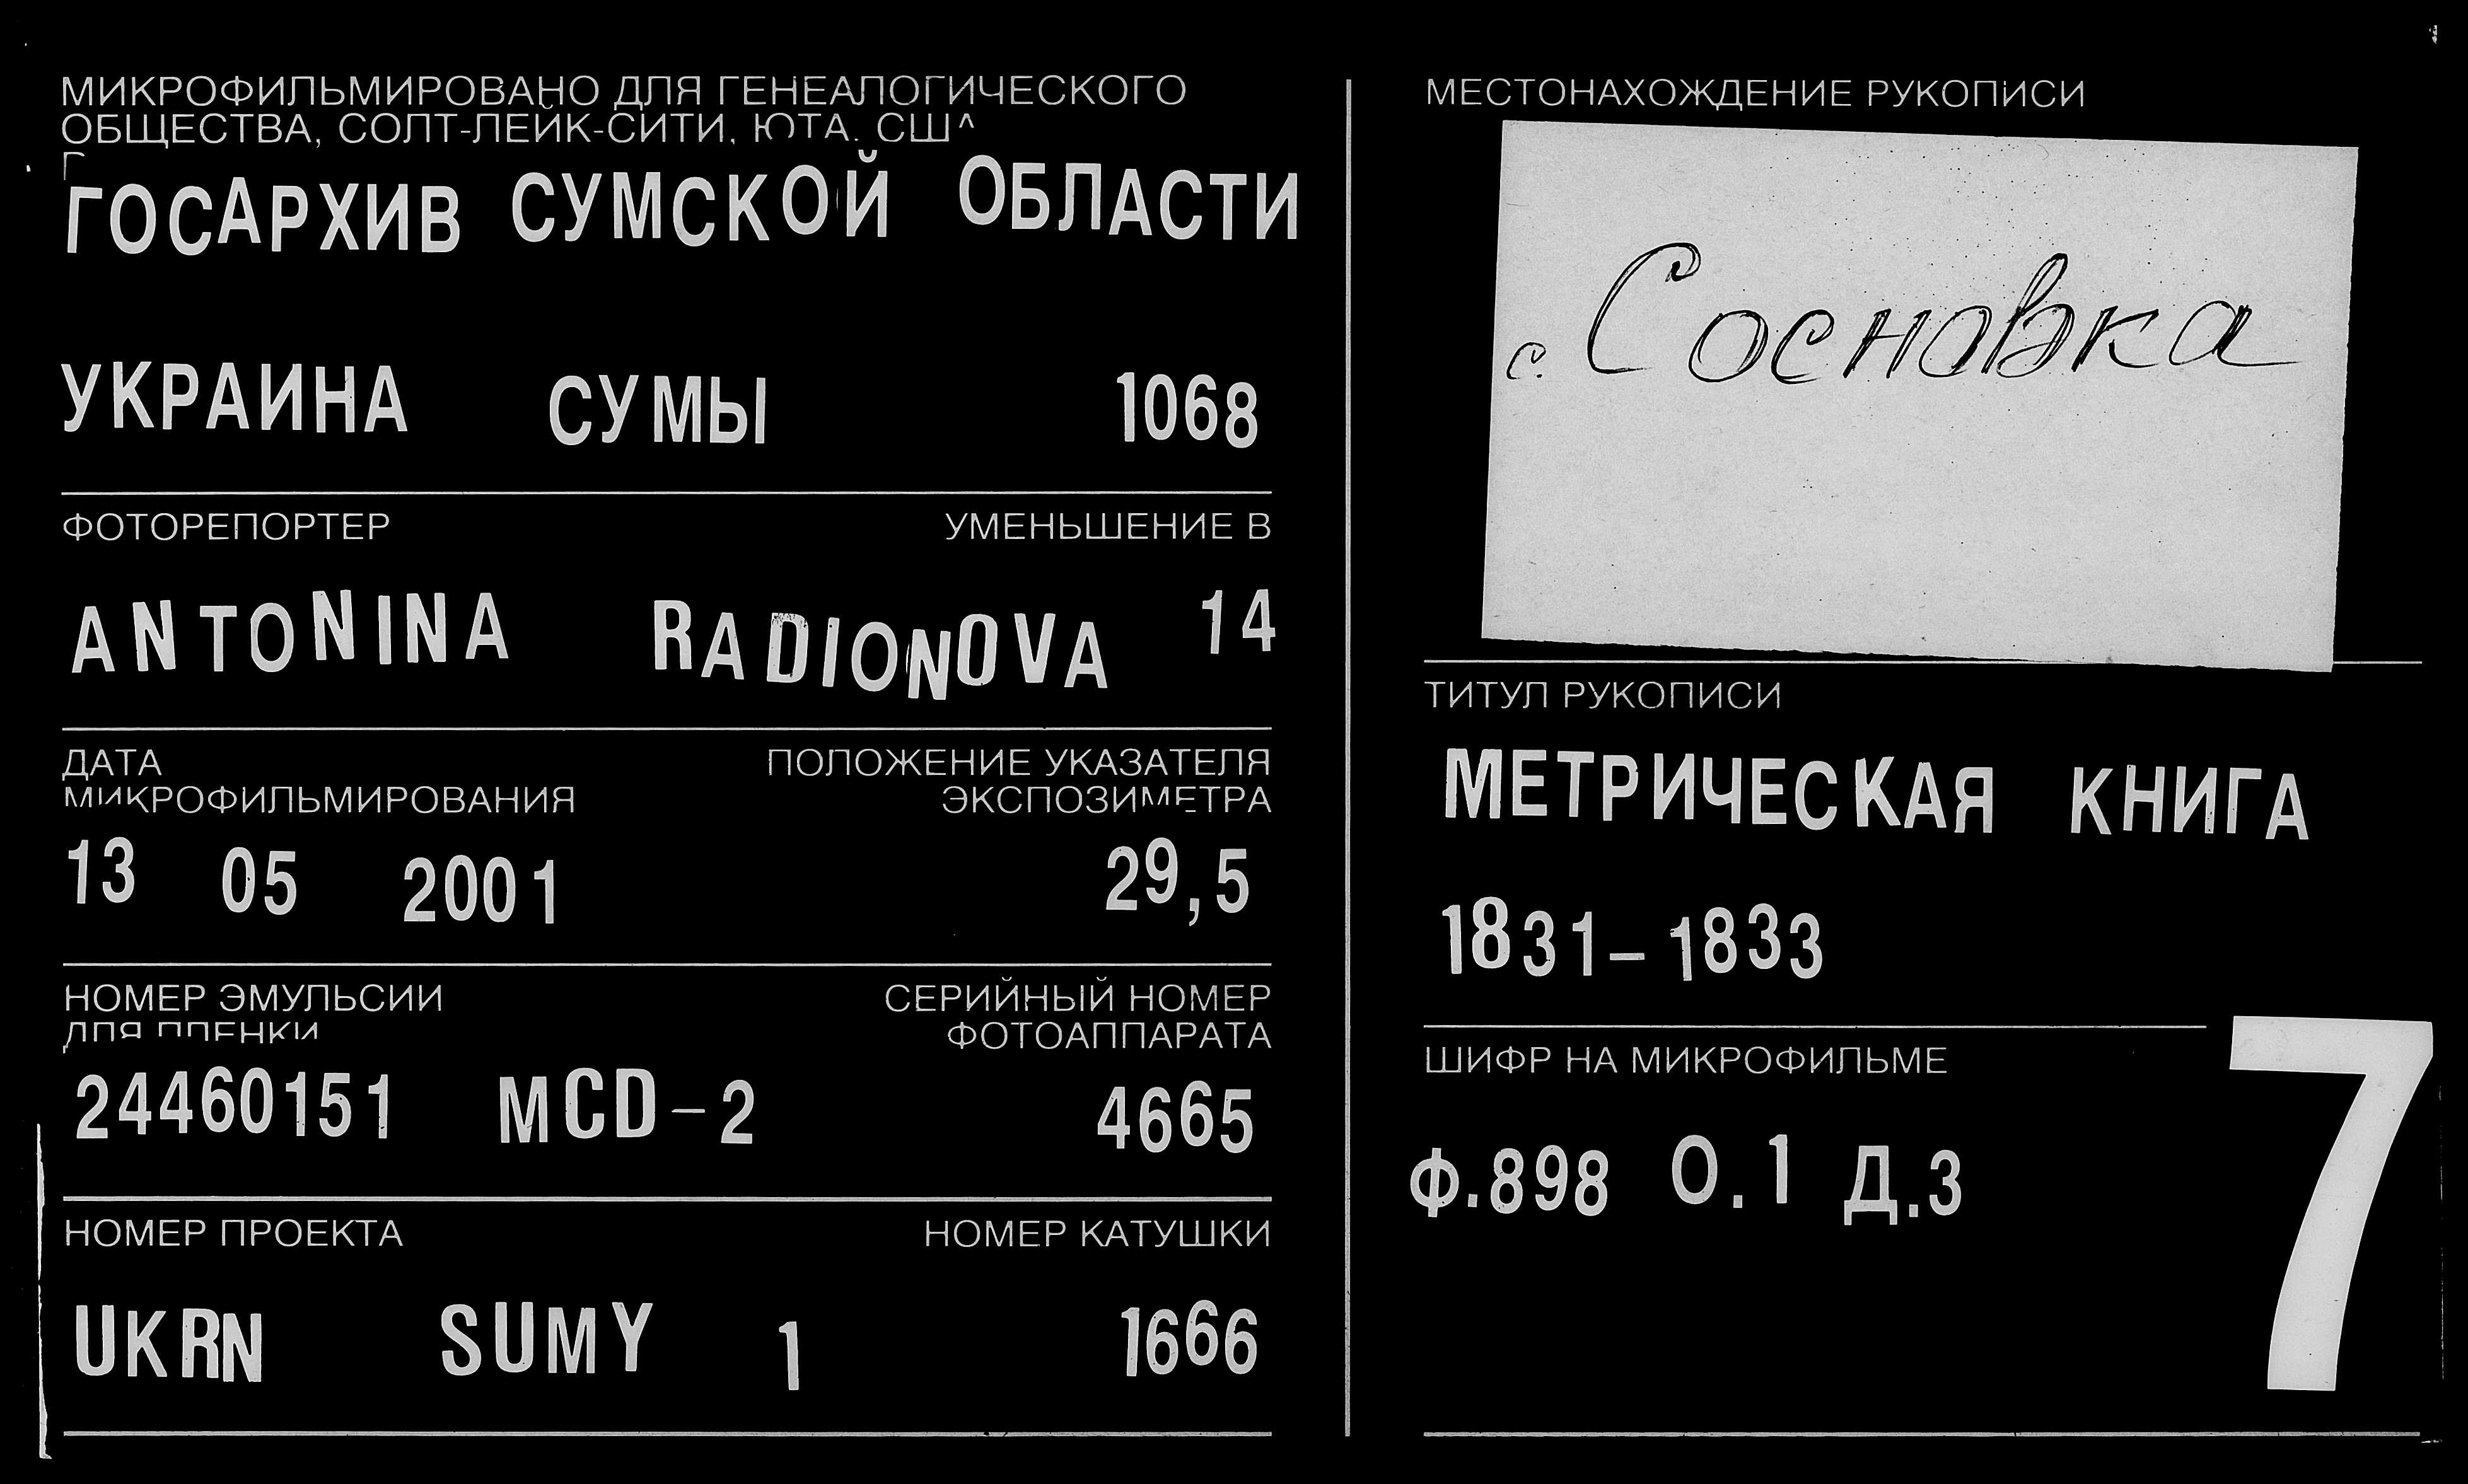 МИКРОФИЛЬМИРОВАНО ДЛЯ ГЕНЕАЛОГИЧЕСКОГО
ОБЩЕСТВА, СОЛТ-ЛЕЙК-СИТИ, ЮТА, США
ГОСАРХИВ СУМСКОЙ ОБЛАСТИ
УКРАИНА СУМЫ 1068
ФОТОРЕПОРТЕР УМЕНЬШЕНИЕ В
ANTONINA RADIONOVA 14
ДАТА ПОЛОЖЕНИЕ УКАЗАТЕЛЯ
МИКРОФИЛЬМИРОВАНИЯ ЭКСПОЗИМЕТРА
13 05 2001 29,5
НОМЕР ЭМУЛЬСИИ СЕРИЙНЫЙ НОМЕР
ДЛЯ ПЛЕНКИ ФОТОАППАРАТА
24460151 MCD-2 4665
НОМЕР ПРОЕКТА НОМЕР КАТУШКИ
UKRN SUMY 1 1666
МЕСТОНАХОЖДЕНИЕ РУКОПИСИ
с. Сосновка
ТИТУЛ РУКОПИСИ
МЕТРИЧЕСКАЯ КНИГА
1831-1833
ШИФР НА МИКРОФИЛЬМЕ
Ф.898 О.1 Д.3
7